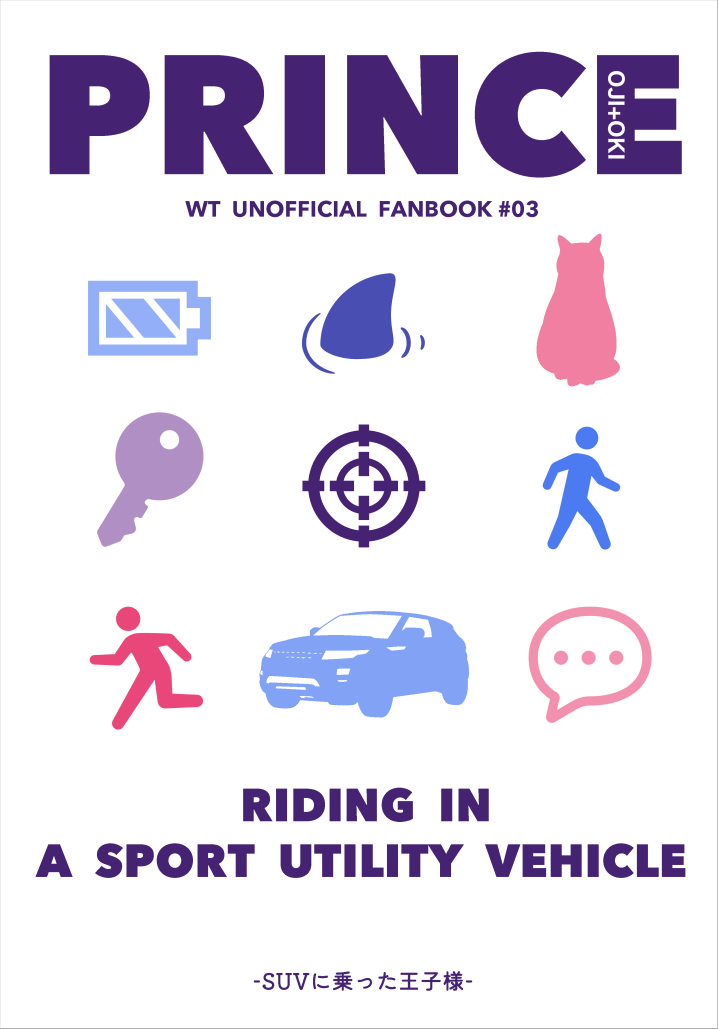 PRINCE
OJI+OKI
WT UNOFFICIAL FANBOOK #03
RIDING IN
A SPORT UTILITY VEHICLE
-SUVに乗った王子様-